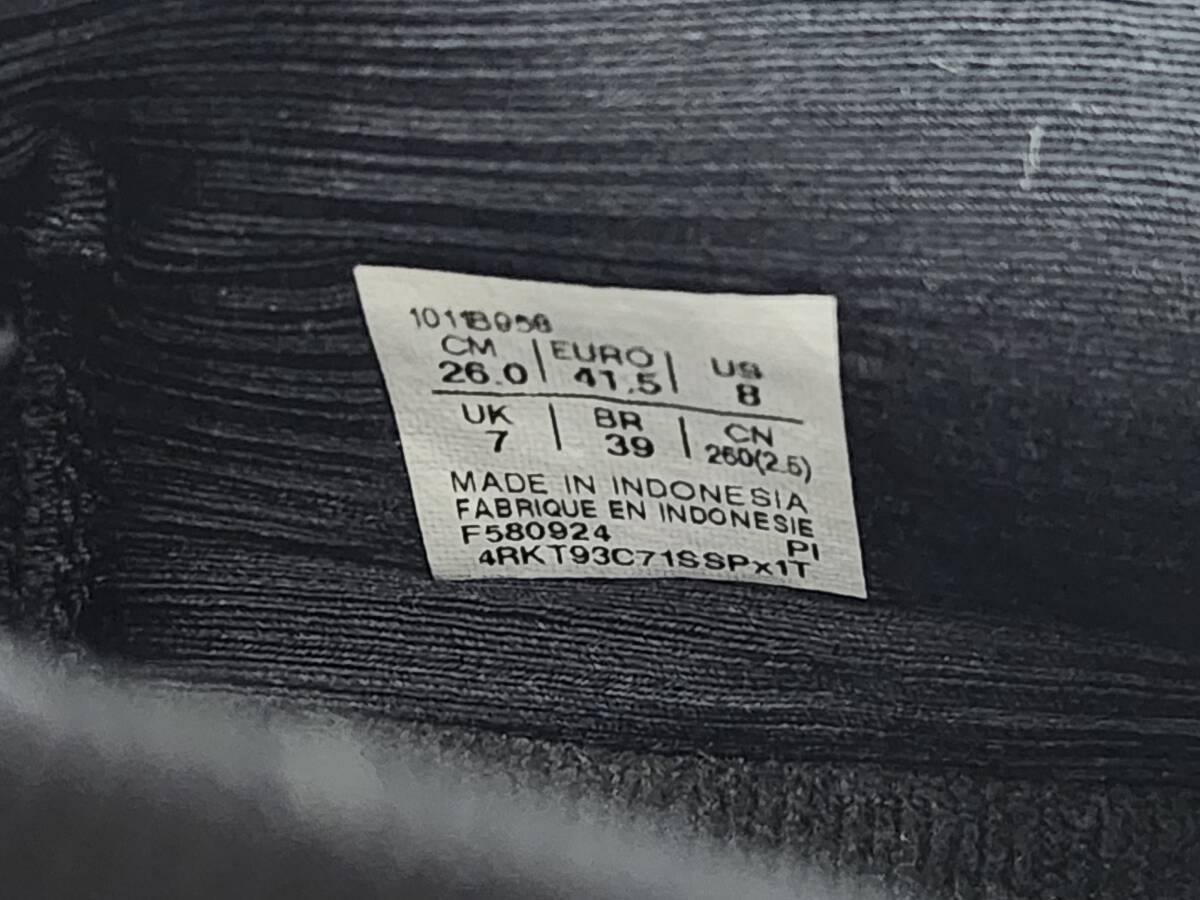 1011B958
CM | EURO | US
26.0 | 41.5 | 8
UK | BR | CN
7 | 39 | 260(2.5)
MADE IN INDONESIA
FABRIQUE EN INDONESIE
F580924 PI
4RKT93C71SSPx1T